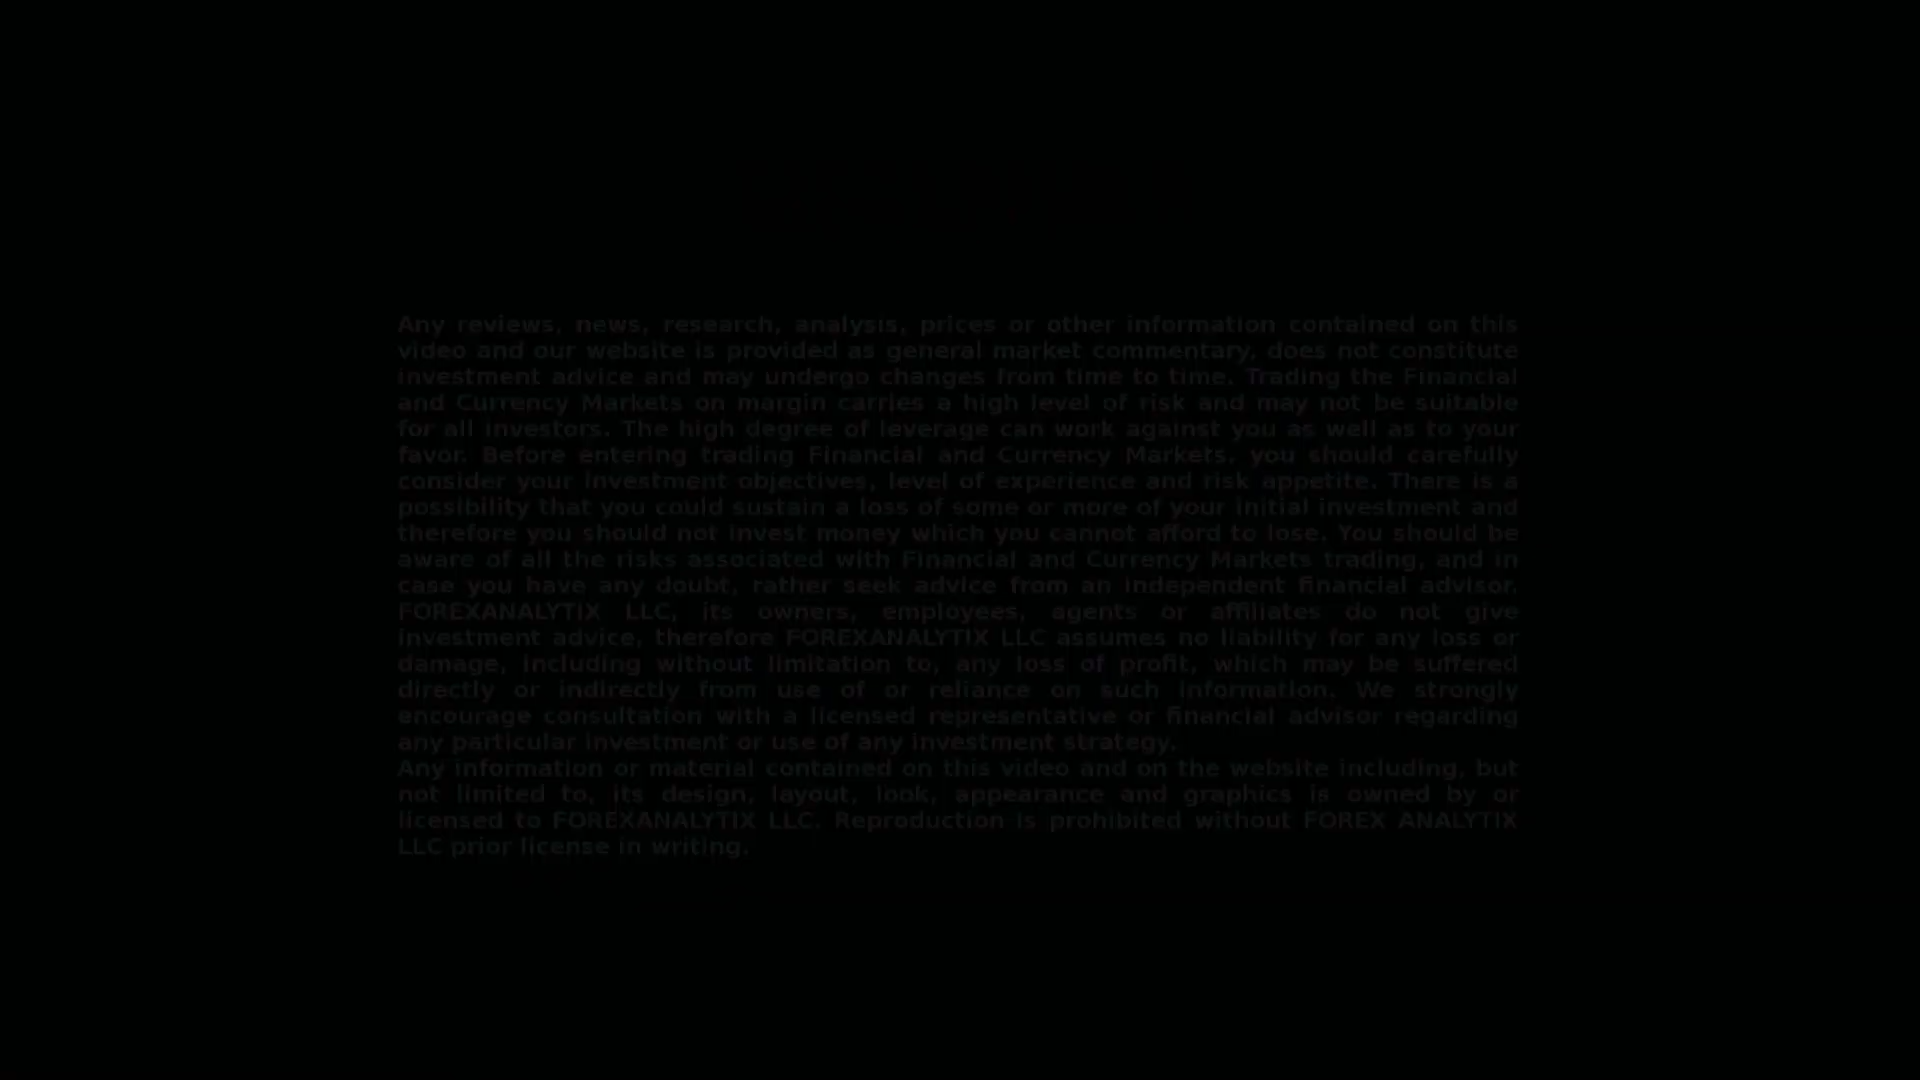 Any reviews, news, research, analysis, prices or other information contained on this
video and our website is provided as general market commentary, does not constitute
investment advice and may undergo changes from time to time. Trading the Financial
and Currency Markets on margin carries a high level of risk and may not be suitable
for all investors. The high degree of leverage can work against you as well as to your
favor. Before entering trading Financial and Currency Markets, you should carefully
consider your investment objectives, level of experience and risk appetite. There is a
possibility that you could sustain a loss of some or more of your initial investment and
therefore you should not invest money which you cannot afford to lose. You should be
aware of all the risks associated with Financial and Currency Markets trading, and in
case you have any doubt, rather seek advice from an independent financial advisor.
FOREXANALYTIX LLC, its owners, employees, agents or affiliates do not give
investment advice, therefore FOREXANALYTIX LLC assumes no liability for any loss or
damage, including without limitation to, any loss of profit, which may be suffered
directly or indirectly from use of or reliance on such information. We strongly
encourage consultation with a licensed representative or financial advisor regarding
any particular investment or use of any investment strategy.
Any information or material contained on this video and on the website including, but
not limited to, its design, layout, look, appearance and graphics is owned by or
licensed to FOREXANALYTIX LLC. Reproduction is prohibited without FOREX ANALYTIX
LLC prior license in writing.